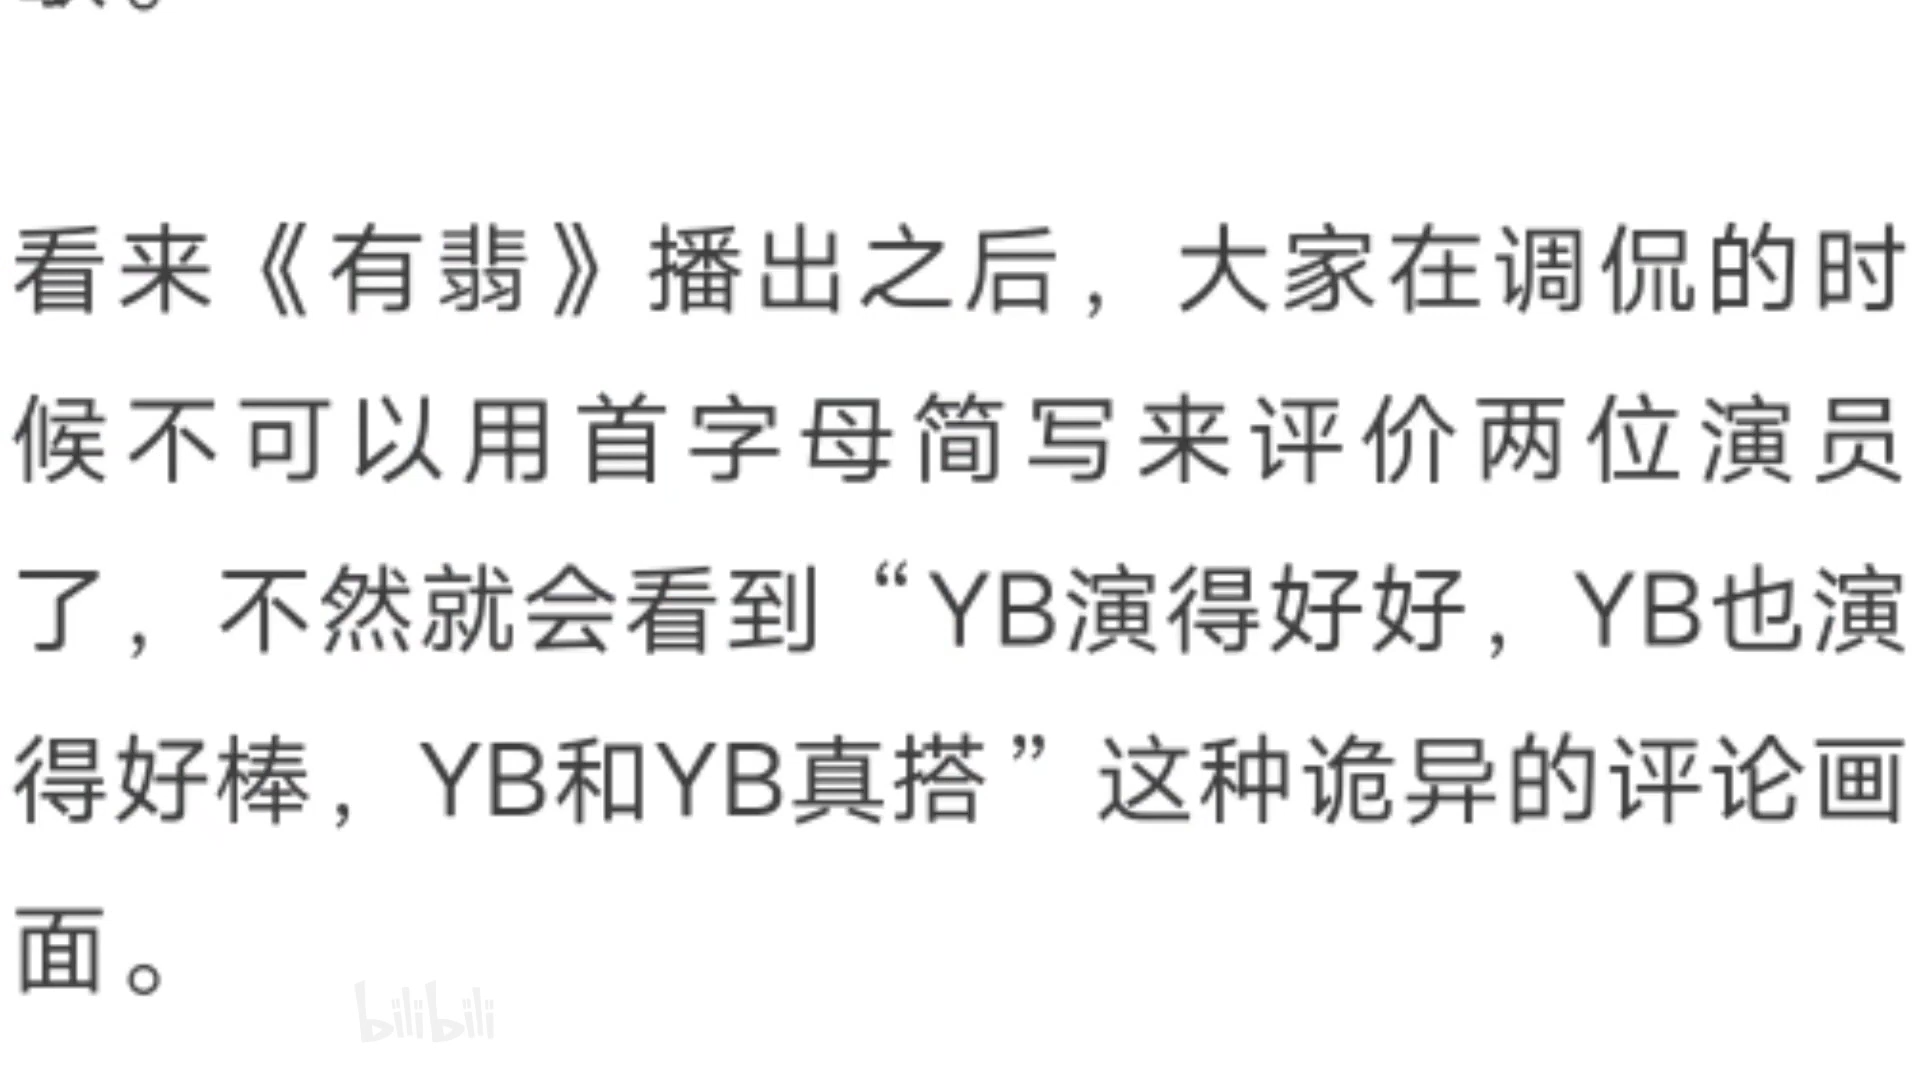 看来《有翡》播出之后，大家在调侃的时
候不可以用首字母简写来评价两位演员
了，不然就会看到“YB演得好好，YB也演
得好棒，YB和YB真搭”这种诡异的评论画
面。
bilibili